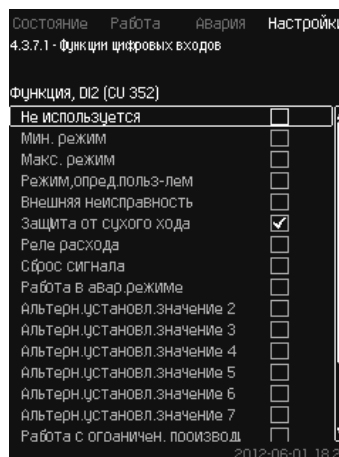 Состояние Работа Авария Настройки
4.3.7.1 - Функции цифровых входов
Функция, DI2 (CU 352)
Не используется
Мин. режим
Макс. режим
Режим,опред.польз-лем
Внешняя неисправность
Защита от сухого хода
Реле расхода
Сброс сигнала
Работа в авар.режиме
Альтерн.установл.значение 2
Альтерн.установл.значение 3
Альтерн.установл.значение 4
Альтерн.установл.значение 5
Альтерн.установл.значение 6
Альтерн.установл.значение 7
Работа с ограничен. производ
2012-06-01 18:2